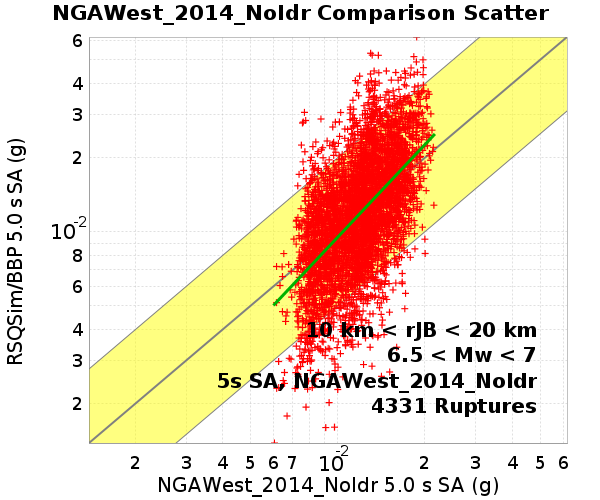 NGAWest_2014_NoIdr Comparison Scatter
6
4
3
2
10-2
8
6
4
3
2
RSQSim/BBP 5.0 s SA (g)
10 km < rJB < 20 km
6.5 < Mw < 7
5s SA, NGAWest_2014_NoIdr
4331 Ruptures
2 3 4 5 6 7 10-2 2 3 4 5 6
NGAWest_2014_NoIdr 5.0 s SA (g)